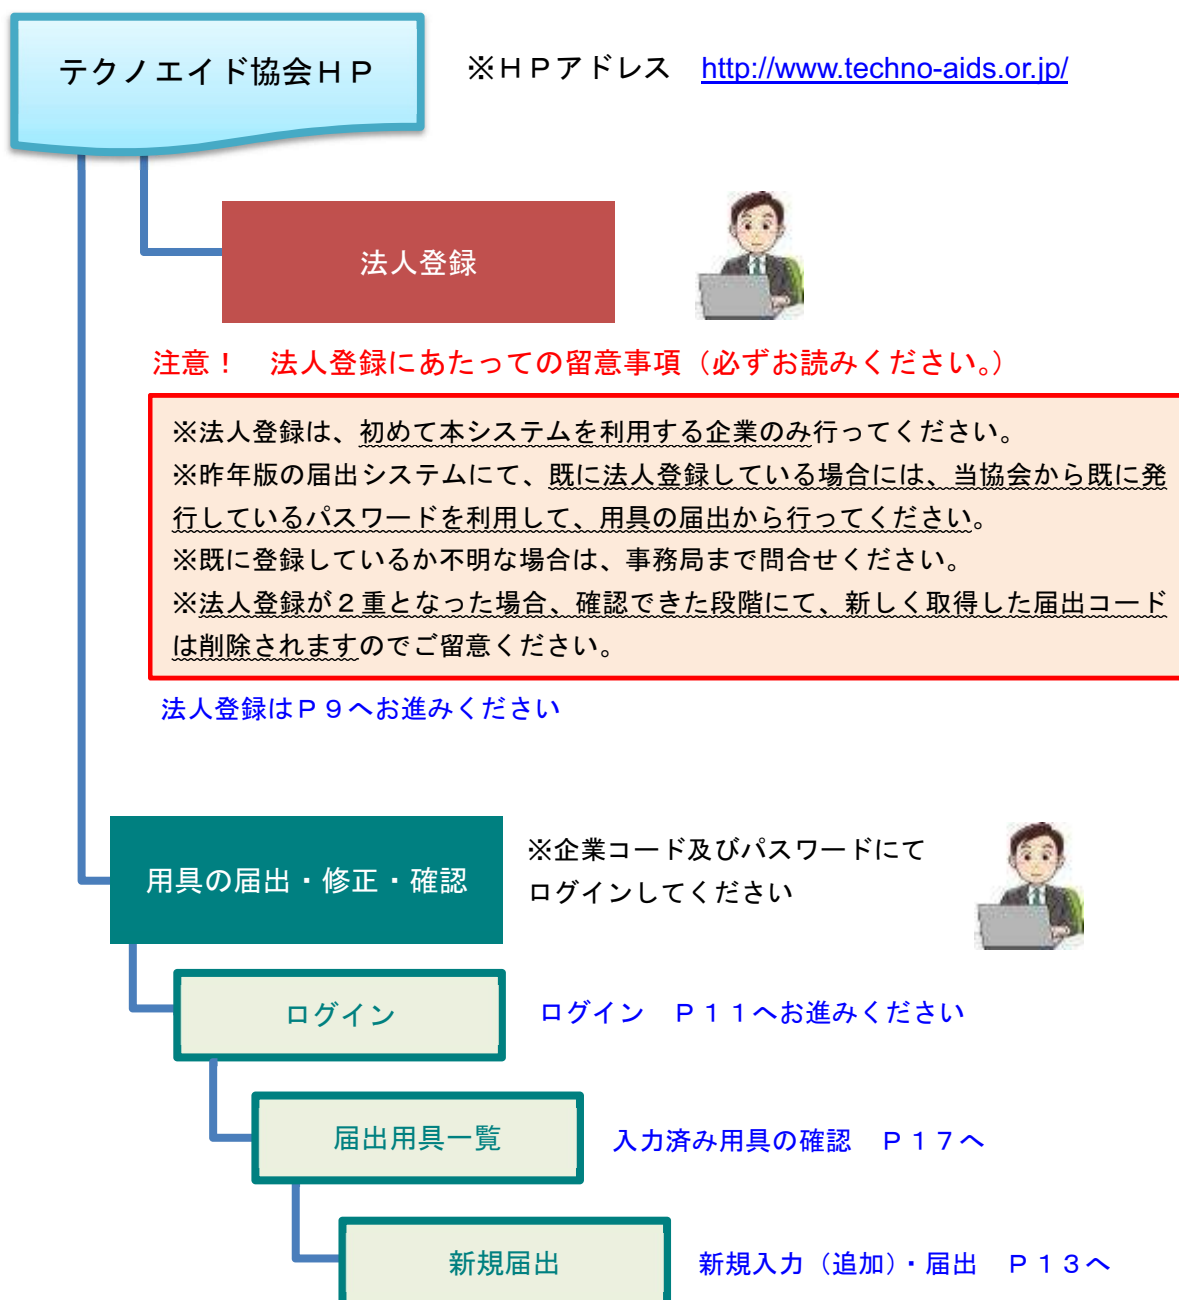 テクノエイド協会ＨＰ　※ＨＰアドレス　http://www.techno-aids.or.jp/
法人登録
注意！　法人登録にあたっての留意事項（必ずお読みください。）
※法人登録は、初めて本システムを利用する企業のみ行ってください。
※昨年版の届出システムにて、既に法人登録している場合には、当協会から既に発
行しているパスワードを利用して、用具の届出から行ってください。
※既に登録しているか不明な場合は、事務局まで問合せください。
※法人登録が２重となった場合、確認できた段階にて、新しく取得した届出コード
は削除されますのでご留意ください。
法人登録はＰ９へお進みください
用具の届出・修正・確認
※企業コード及びパスワードにて
ログインしてください
ログイン　ログイン　Ｐ１１へお進みください
届出用具一覧　入力済み用具の確認　Ｐ１７へ
新規届出　新規入力（追加）・届出　Ｐ１３へ